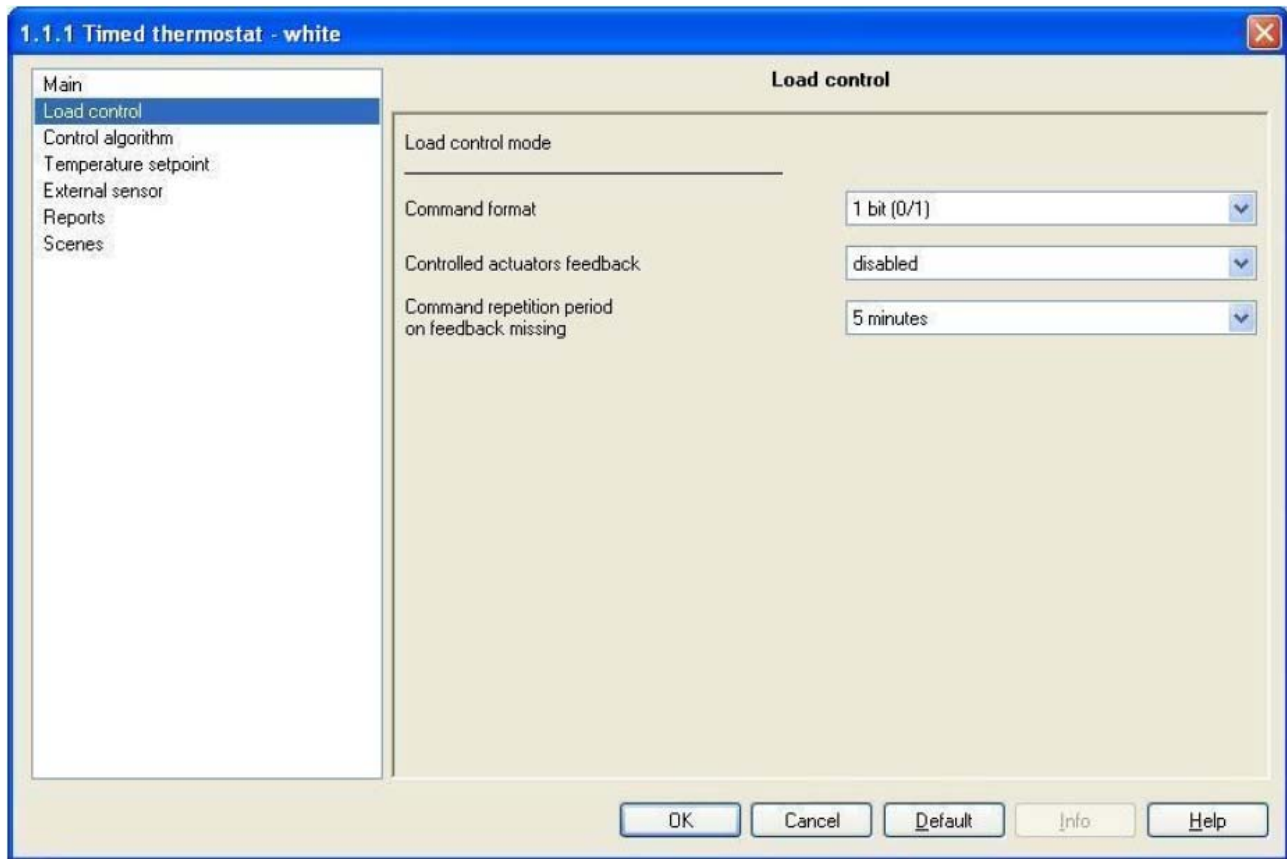 1.1.1 Timed thermostat - white
Main
Load control
Control algorithm
Temperature setpoint
External sensor
Reports
Scenes
Load control
Load control mode
Command format
1 bit (0/1)
Controlled actuators feedback
disabled
Command repetition period
on feedback missing
5 minutes
OK
Cancel
Default
Info
Help